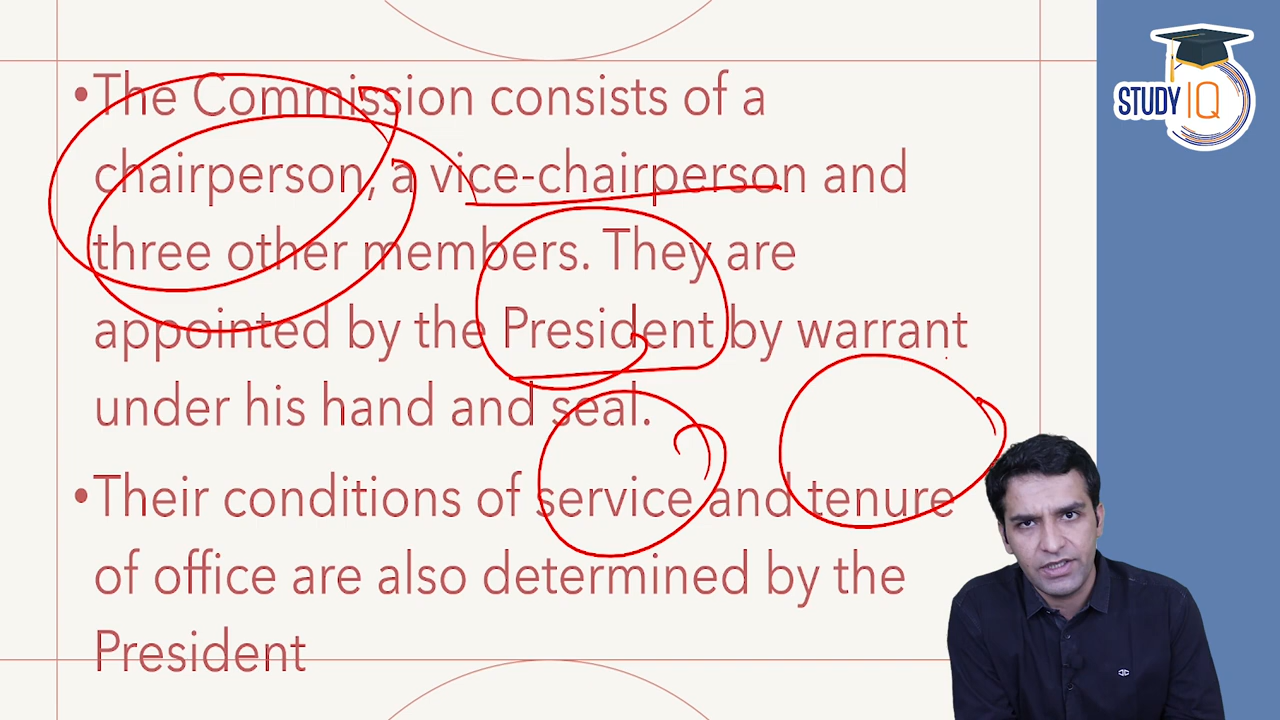 •The Commission consists of a
chairperson, a vice-chairperson and
three other members. They are
appointed by the President by warrant
under his hand and seal.
•Their conditions of service and tenure
of office are also determined by the
President
STUDY IQ